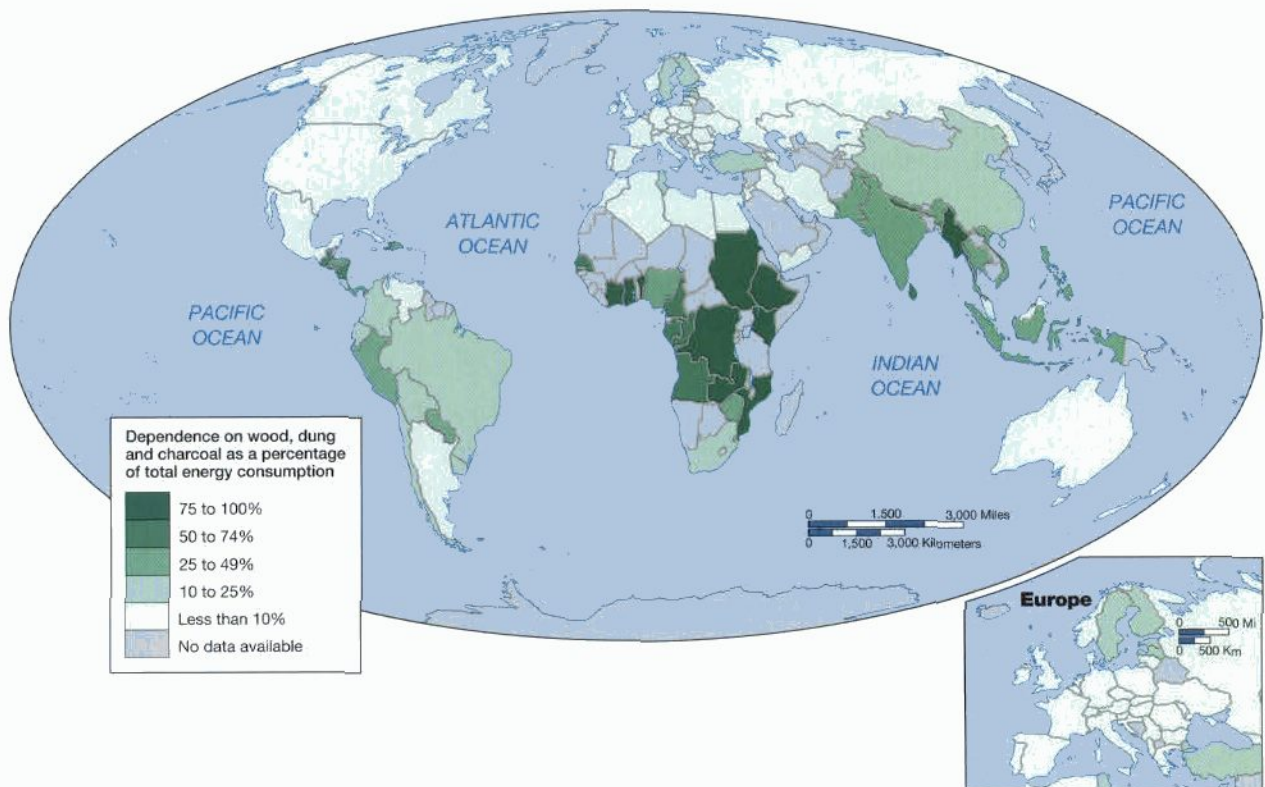 ATLANTIC
OCEAN
PACIFIC
OCEAN
PACIFIC
OCEAN
INDIAN
OCEAN
Dependence on wood, dung
and charcoal as a percentage
of total energy consumption
75 to 100%
50 to 74%
25 to 49%
10 to 25%
Less than 10%
No data available
0 1,500 3,000 Miles
0 1,500 3,000 Kilometers
Europe
0 500 Mi
0 500 Km